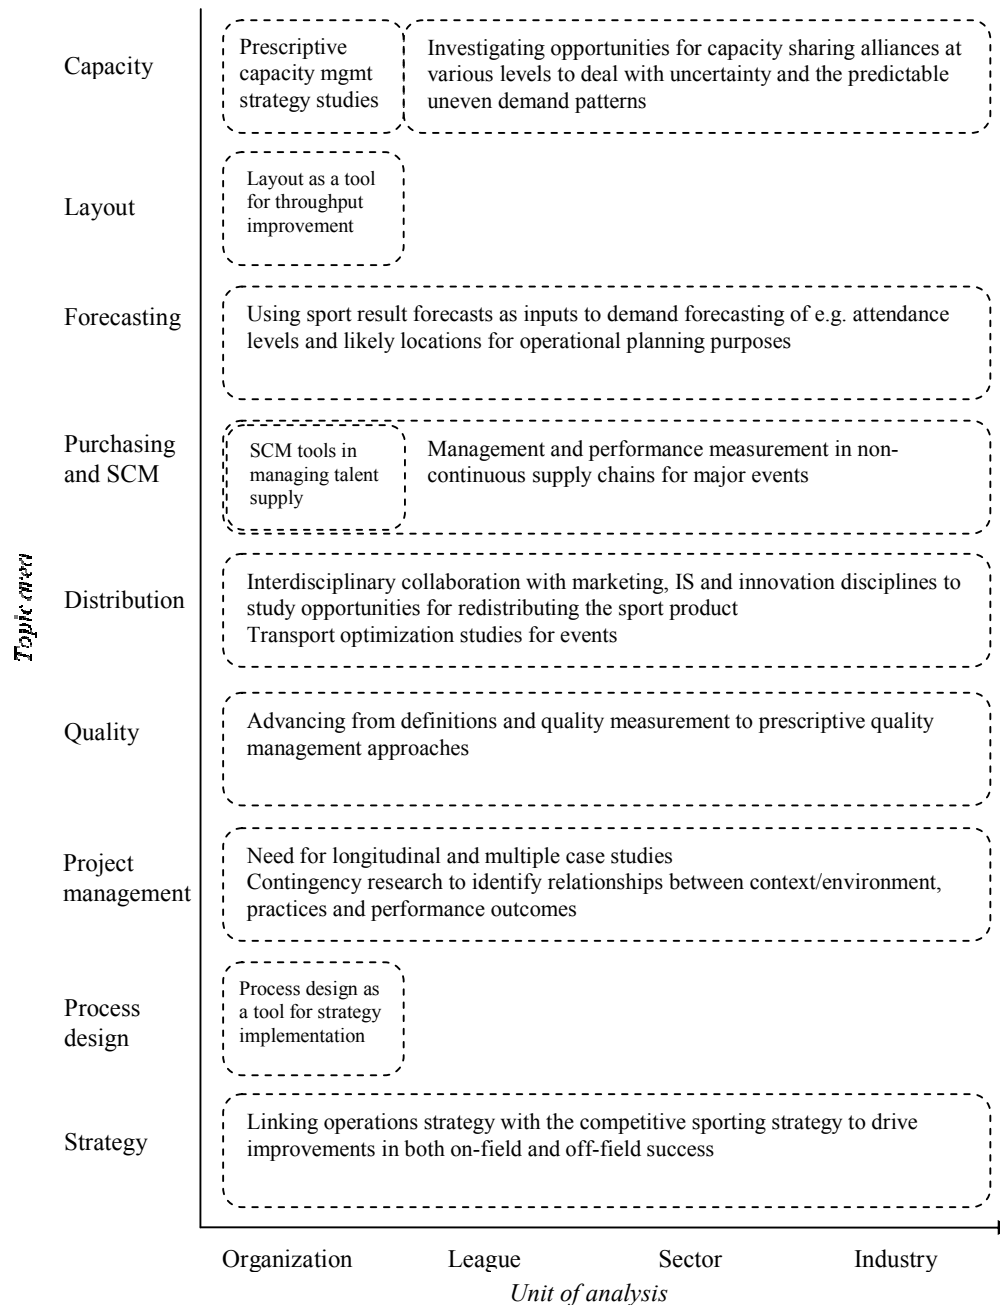 Capacity
Prescriptive
capacity mgmt
strategy studies
Investigating opportunities for capacity sharing alliances at
various levels to deal with uncertainty and the predictable
uneven demand patterns
Layout
Layout as a tool
for throughput
improvement
Forecasting
Using sport result forecasts as inputs to demand forecasting of e.g. attendance
levels and likely locations for operational planning purposes
Purchasing
and SCM
SCM tools in
managing talent
supply
Management and performance measurement in non-
continuous supply chains for major events
Topic area
Distribution
Interdisciplinary collaboration with marketing, IS and innovation disciplines to
study opportunities for redistributing the sport product
Transport optimization studies for events
Quality
Advancing from definitions and quality measurement to prescriptive quality
management approaches
Project
management
Need for longitudinal and multiple case studies
Contingency research to identify relationships between context/environment,
practices and performance outcomes
Process
design
Process design as
a tool for strategy
implementation
Strategy
Linking operations strategy with the competitive sporting strategy to drive
improvements in both on-field and off-field success
Organization
League
Sector
Industry
Unit of analysis